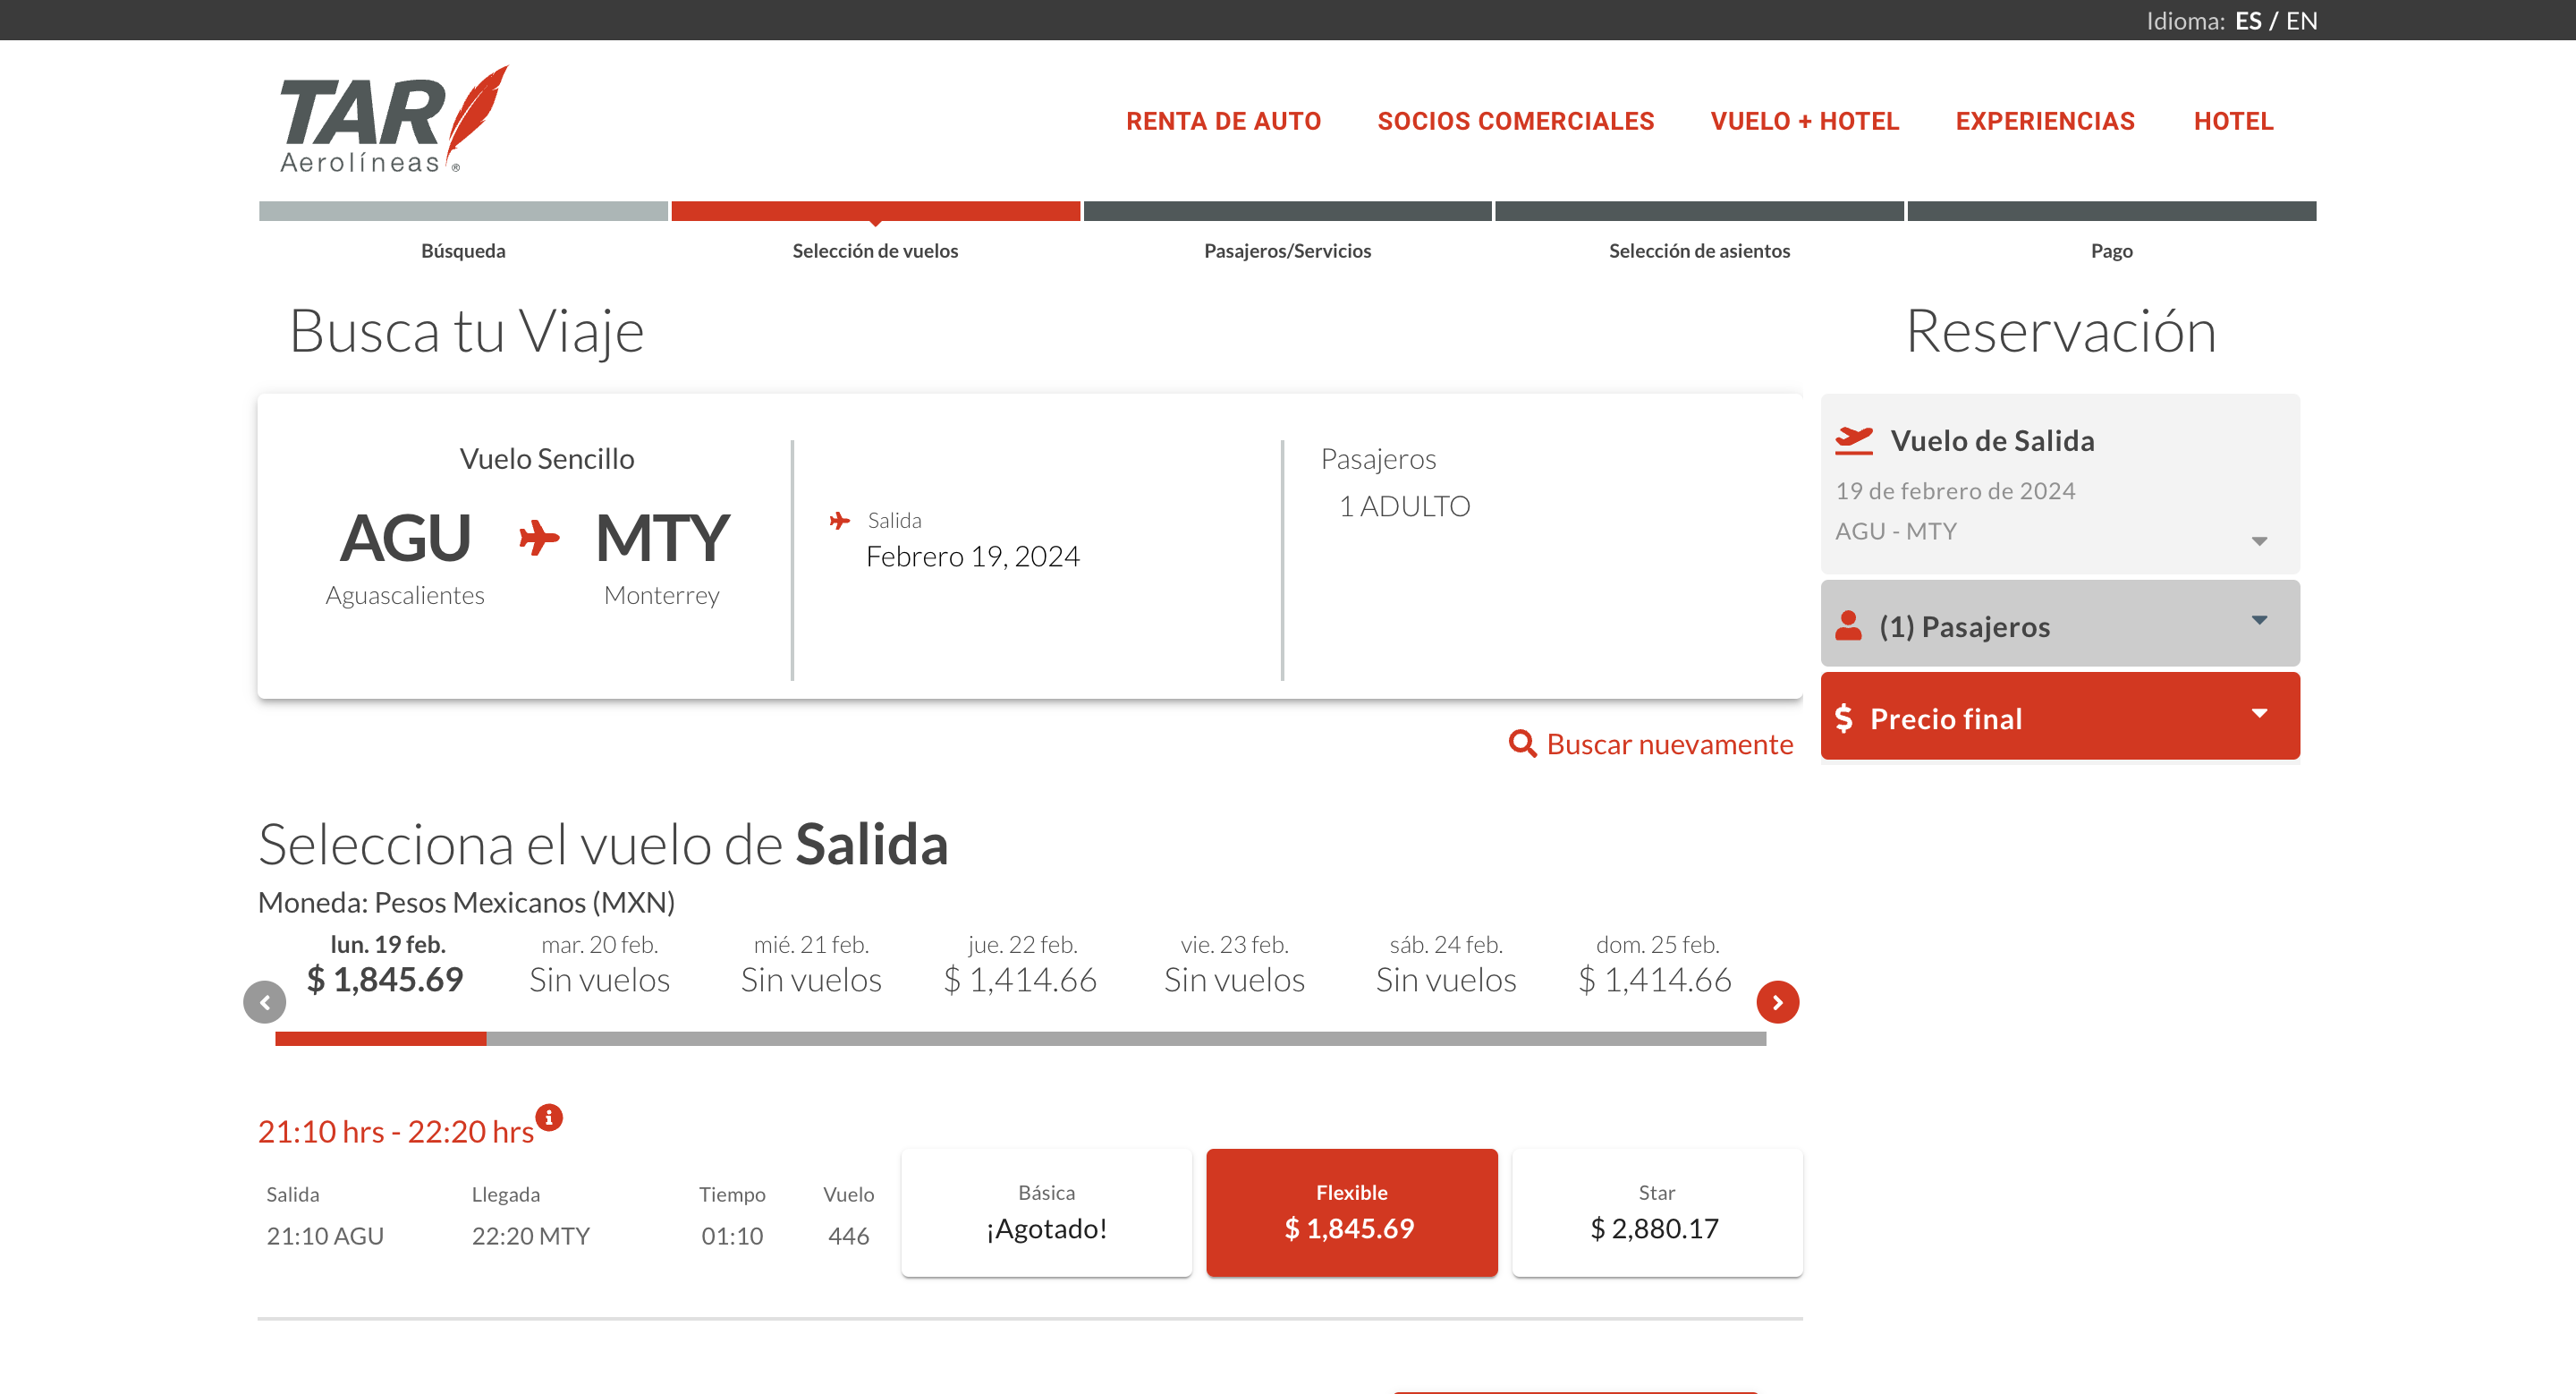 Idioma: ES / EN
TAR
Aerolíneas ®
RENTA DE AUTO SOCIOS COMERCIALES VUELO + HOTEL EXPERIENCIAS HOTEL
Búsqueda Selección de vuelos Pasajeros/Servicios Selección de asientos Pago
Busca tu Viaje
Vuelo Sencillo
AGU MTY
Aguascalientes Monterrey
Salida
Febrero 19, 2024
Pasajeros
1 ADULTO
Buscar nuevamente
Reservación
Vuelo de Salida
19 de febrero de 2024
AGU - MTY
(1) Pasajeros
$ Precio final
Selecciona el vuelo de Salida
Moneda: Pesos Mexicanos (MXN)
lun. 19 feb. mar. 20 feb. mié. 21 feb. jue. 22 feb. vie. 23 feb. sáb. 24 feb. dom. 25 feb.
$ 1,845.69 Sin vuelos Sin vuelos $ 1,414.66 Sin vuelos Sin vuelos $ 1,414.66
21:10 hrs - 22:20 hrs
Salida Llegada Tiempo Vuelo Básica Flexible Star
21:10 AGU 22:20 MTY 01:10 446 ¡Agotado! $ 1,845.69 $ 2,880.17